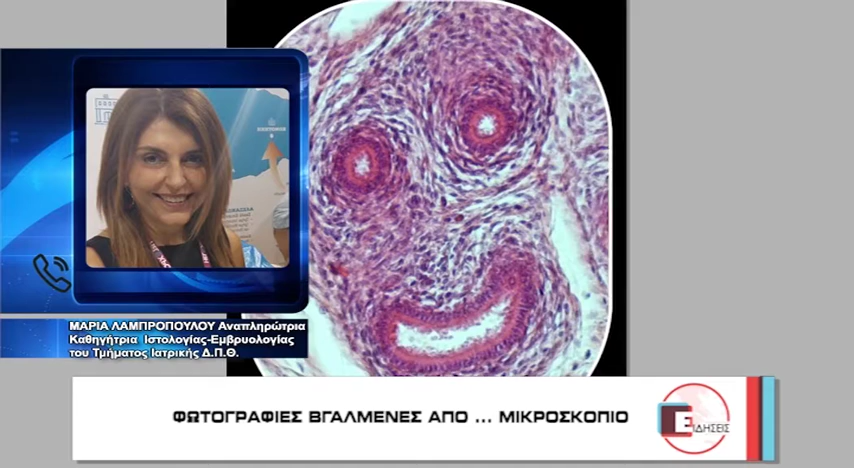 ΜΑΡΙΑ ΛΑΜΠΡΟΠΟΥΛΟΥ Αναπληρώτρια
Καθηγήτρια Ιστολογίας-Εμβρυολογίας
του Τμήματος Ιατρικής Δ.Π.Θ.
ΦΩΤΟΓΡΑΦΙΕΣ ΒΓΑΛΜΕΝΕΣ ΑΠΟ ... ΜΙΚΡΟΣΚΟΠΙΟ
ΕΙΔΗΣΕΙΣ